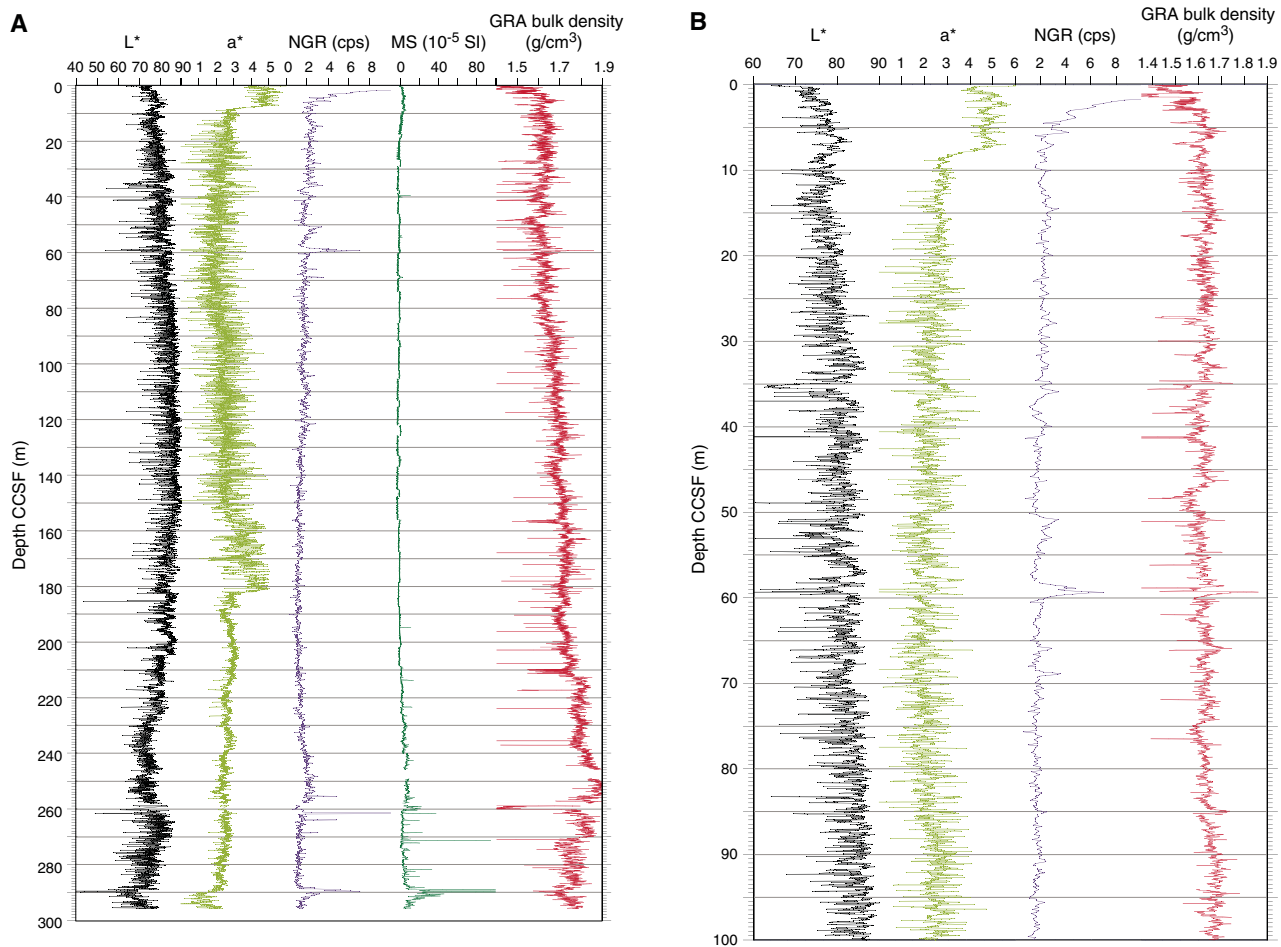 A
L*
a*
NGR (cps)
MS (10-5 SI)
GRA bulk density
(g/cm3)
40 50 60 70 80 90 1 2 3 4 5 0 2 4 6 8 0 40 80 1.5 1.7 1.9
0
20
40
60
80
100
120
140
160
180
200
220
240
260
280
300
Depth CCSF (m)
B
L*
a*
NGR (cps)
GRA bulk density
(g/cm3)
60 70 80 90 1 2 3 4 5 6 2 4 6 8 1.4 1.5 1.6 1.7 1.8 1.9
0
10
20
30
40
50
60
70
80
90
100
Depth CCSF (m)